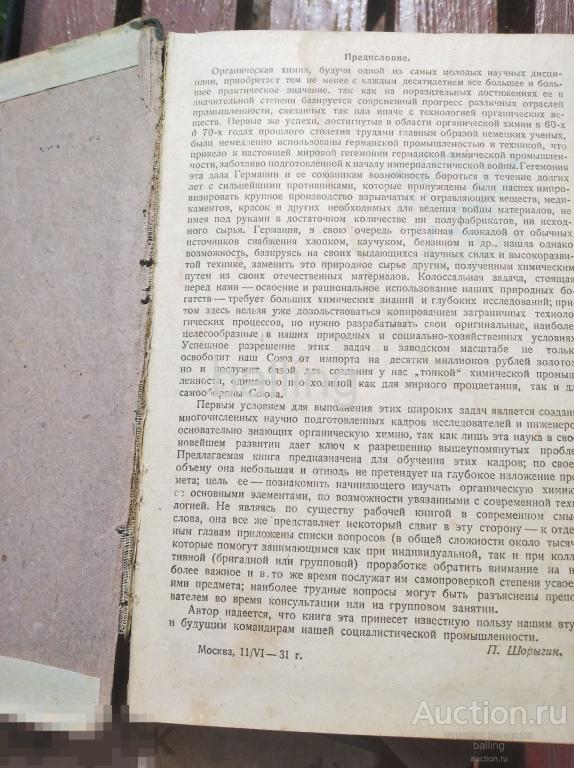 Предисловие.
Органическая химия, будучи одной из самых молодых научных дисци-
плин, приобретает тем не менее с каждым десятилетием все большее и боль-
шее практическое значение, так как на поразительных достижениях ее в
значительной степени базируется современный прогресс различных отраслей
промышленности, связанных так или иначе с технологией органических ве-
ществ. Первые же успехи, достигнутые в области органической химии в 60-х
и 70-х годах прошлого столетия трудами главным образом немецких ученых,
были немедленно использованы германской промышленостью и техникой, что
привело к настоящей мировой гегемонии германской химической промышлен-
ности, заботливо подготовленной к началу империалистической войны. Гегемония
эта дала Германии и ее союзникам возможность бороться в течение долгих
лет с сильнейшими противниками, которые принуждены были наспех импро-
визировать крупное производство взрывчатых и отравляющих веществ, меди-
каментов, красок и других необходимых для ведения войны материалов, не
имея под руками в достаточном количестве ни полуфабрикатов, ни исход-
ного сырья. Германия, в свою очередь отрезанная блокадой от обычных
источников снабжения хлопком, каучуком, бензином и др., нашла однако
возможность, базируясь на своих выдающихся научных силах и высокоразви-
той технике, заменить это природное сырье другим, полученным химическим
путем из своих отечественных материалов. Колоссальная задача, стоящая
перед нами — освоение и рациональное использование наших природных бо-
гатств — требует больших химических знаний и глубоких исследований; при-
том здесь нельзя уже довольствоваться копированием заграничных техноло-
гических процессов, но нужно разрабатывать свои оригинальные, наиболее
целесообразные в наших природных и социально-хозяйственных условиях
Успешное разрешение этих задач в заводском масштабе не только
освободит наш Союз от импорта на десятки миллионов рублей золотом
но и послужит базой для создания у нас „тонкой“ химической промыш-
ленности, одинаково необходимой как для мирного процветания, так и д
самообороны Союза.
Первым условием для выполнения этих широких задач является создан
многочисленных научно подготовленных кадров исследователей и инженеро
основательно знающих органическую химию, так как лишь эта наука в свое
новейшем развитии дает ключ к разрешению вышеупомянутых пробле
Предлагаемая книга предназначена для обучения этих кадров; по свое
объему она небольшая и отнюдь не претендует на глубокое изложение пре
мета; цель ее — познакомить начинающего изучать органическую химию
с основными элементами, по возможности увязанными с современной техн
логией. Не являясь по существу рабочей книгой в современном смы
слова, она все же представляет некоторый сдвиг в эту сторону — к отде
ным главам приложены списки вопросов (в общей сложности около тысяч
которые помогут занимающимся как при индивидуальной, так и при колл
тивной (бригадной или групповой) проработке обратить внимание на н
более важное и в то же время послужат им самопроверкой степени усвое
ими предмета; наиболее трудные вопросы могут быть разъяснены препо
вателем во время консультации или на групповом занятии.
Автор надеется, что книга эта принесет известную пользу нашим вту
и будущим командирам нашей социалистической промышленности.
Москва, 11/VI — 31 г.
П. Шорыгин.
balling
Auction.ru
balling
auction.ru